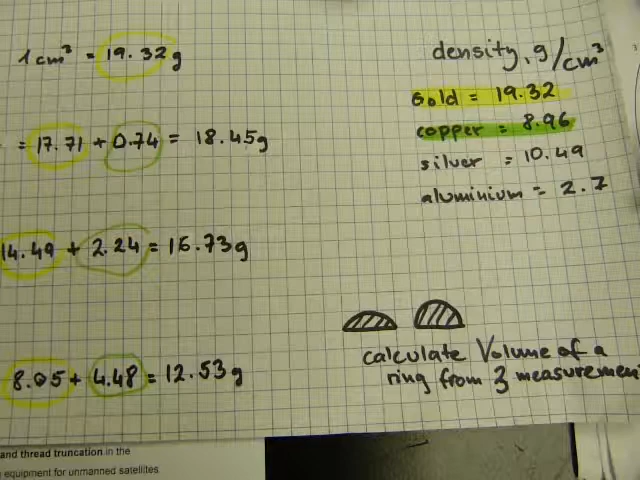 1 cm³ = 19.32 g
= 17.71 + 0.74 = 18.45g
14.49 + 2.24 = 16.73g
8.05 + 4.48 = 12.53g
density, g/cm³
Gold = 19.32
copper = 8.96
silver = 10.49
aluminium = 2.7
calculate Volume of a
ring from 3 measuremen
and thread truncation in the
equipment for unmanned satellites